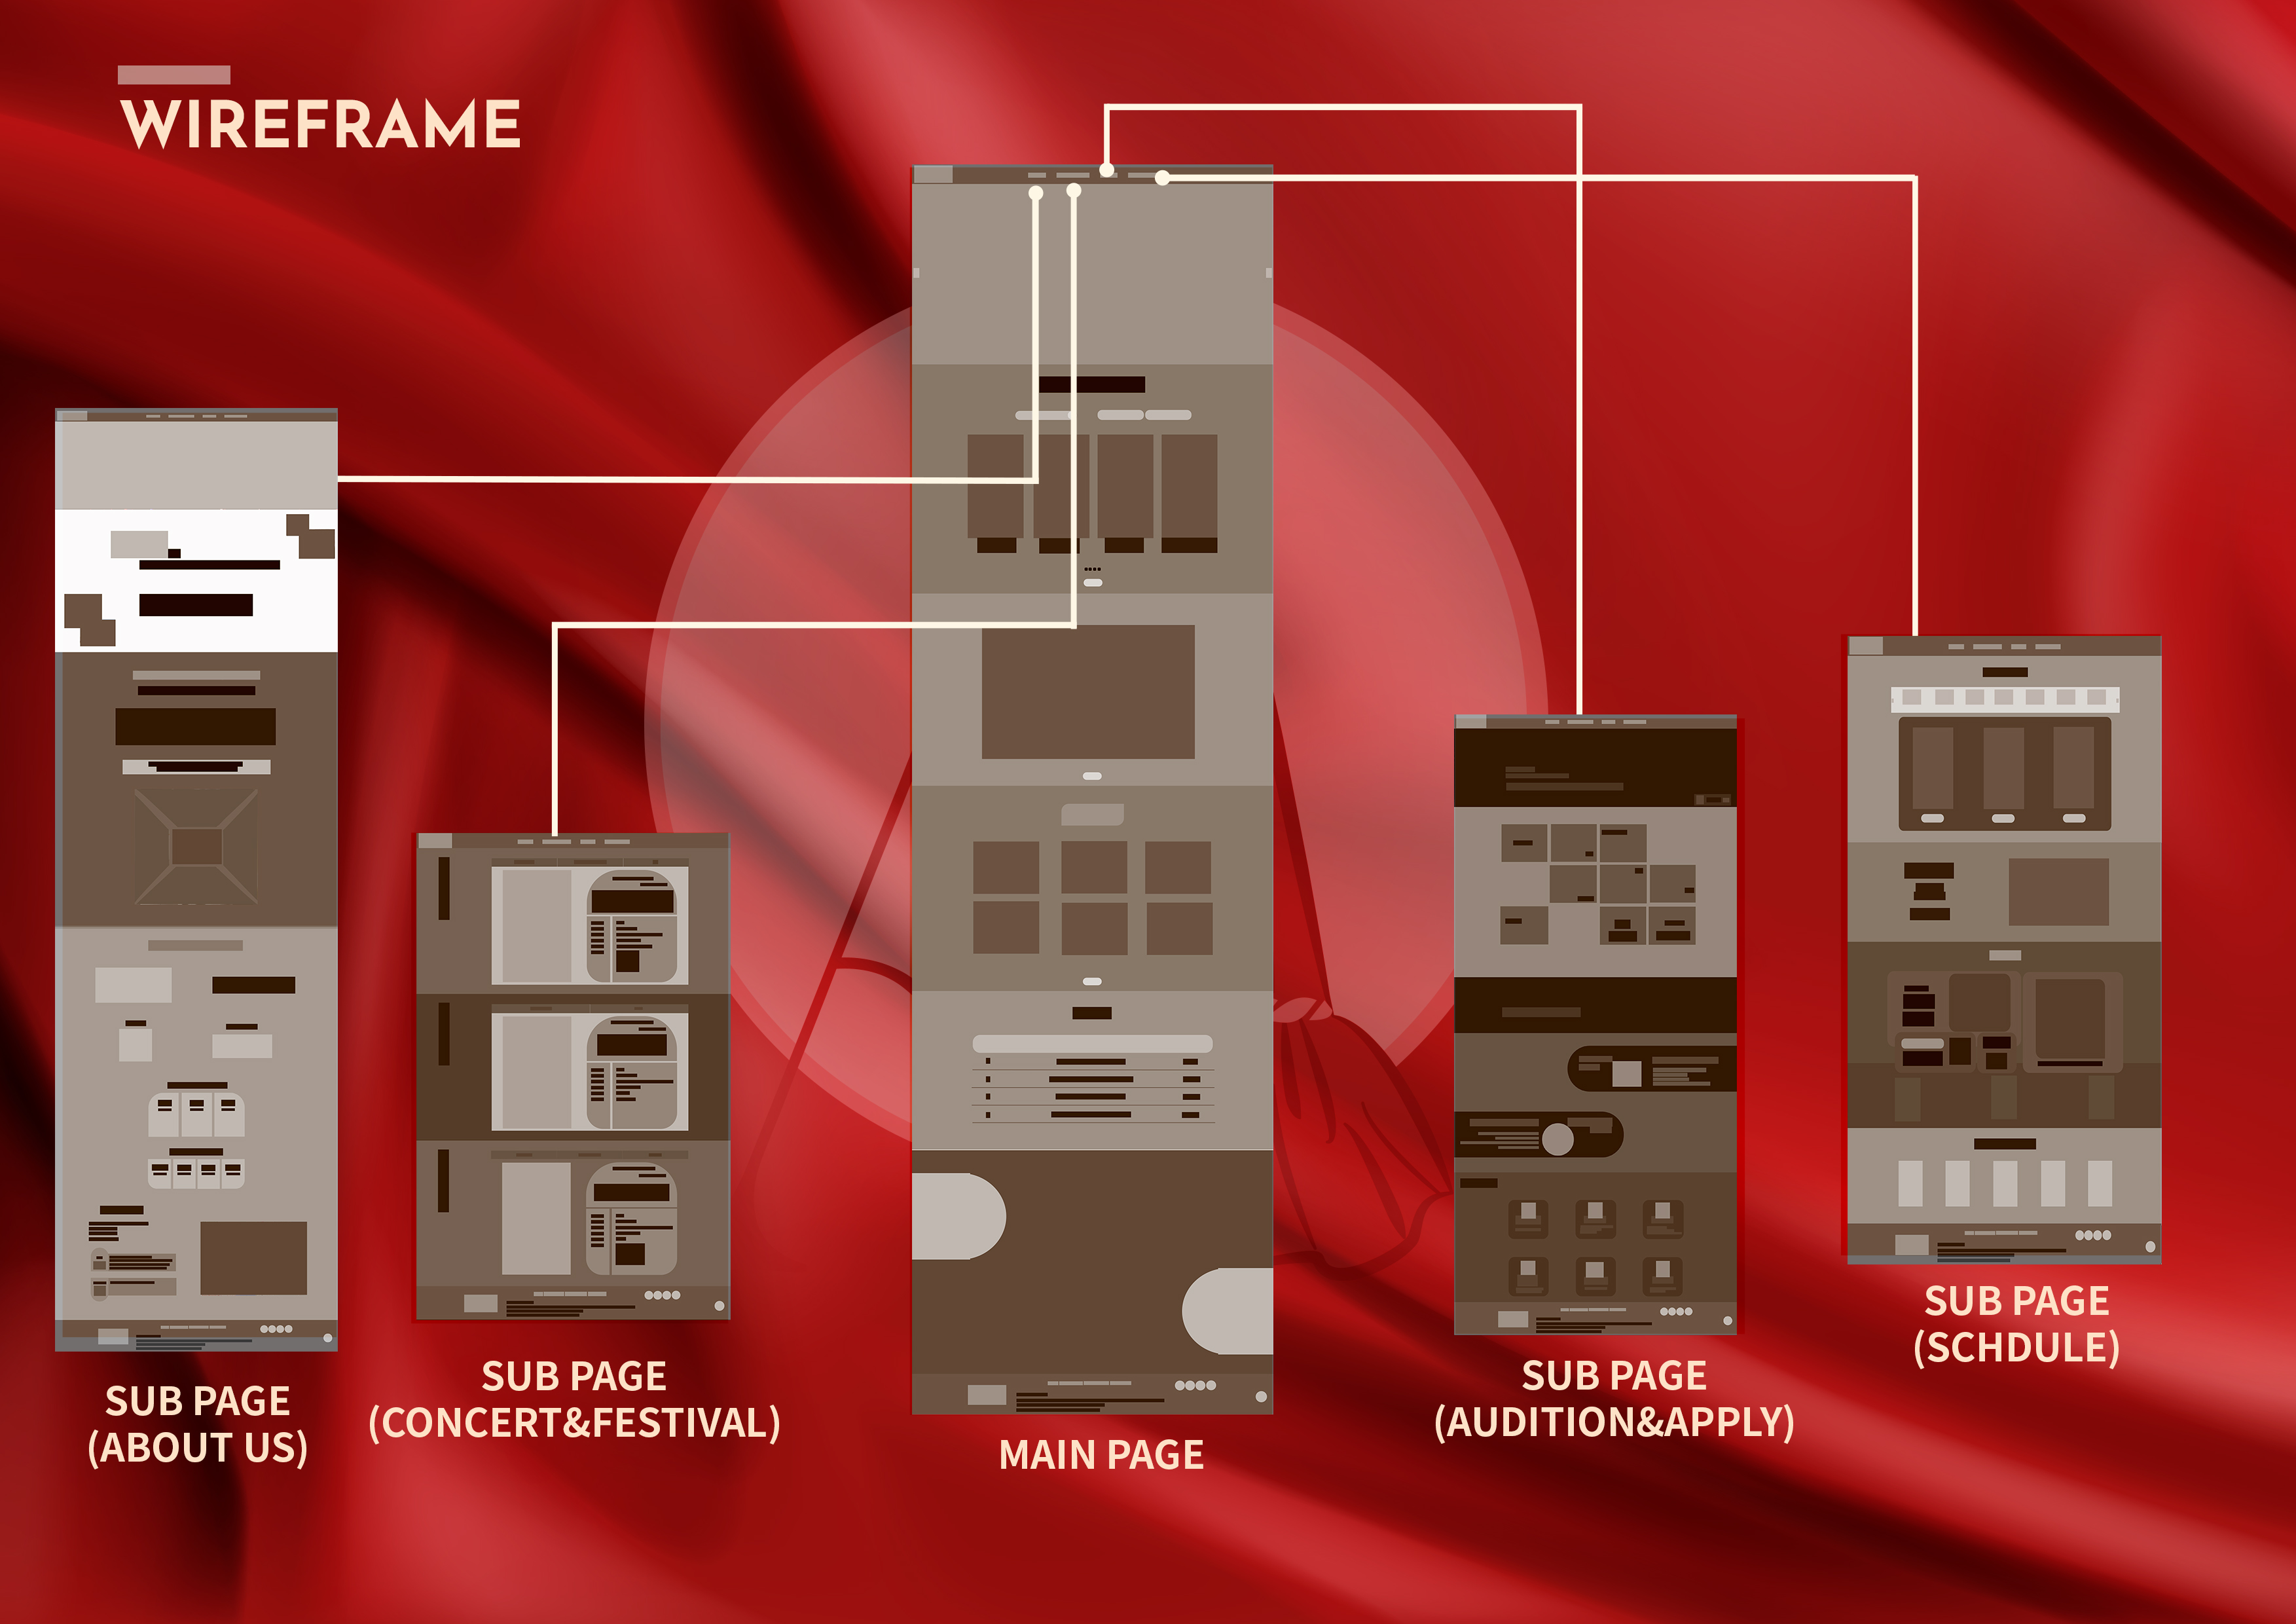 WIREFRAME
SUB PAGE
(ABOUT US)
SUB PAGE
(CONCERT&FESTIVAL)
MAIN PAGE
SUB PAGE
(AUDITION&APPLY)
SUB PAGE
(SCHDULE)